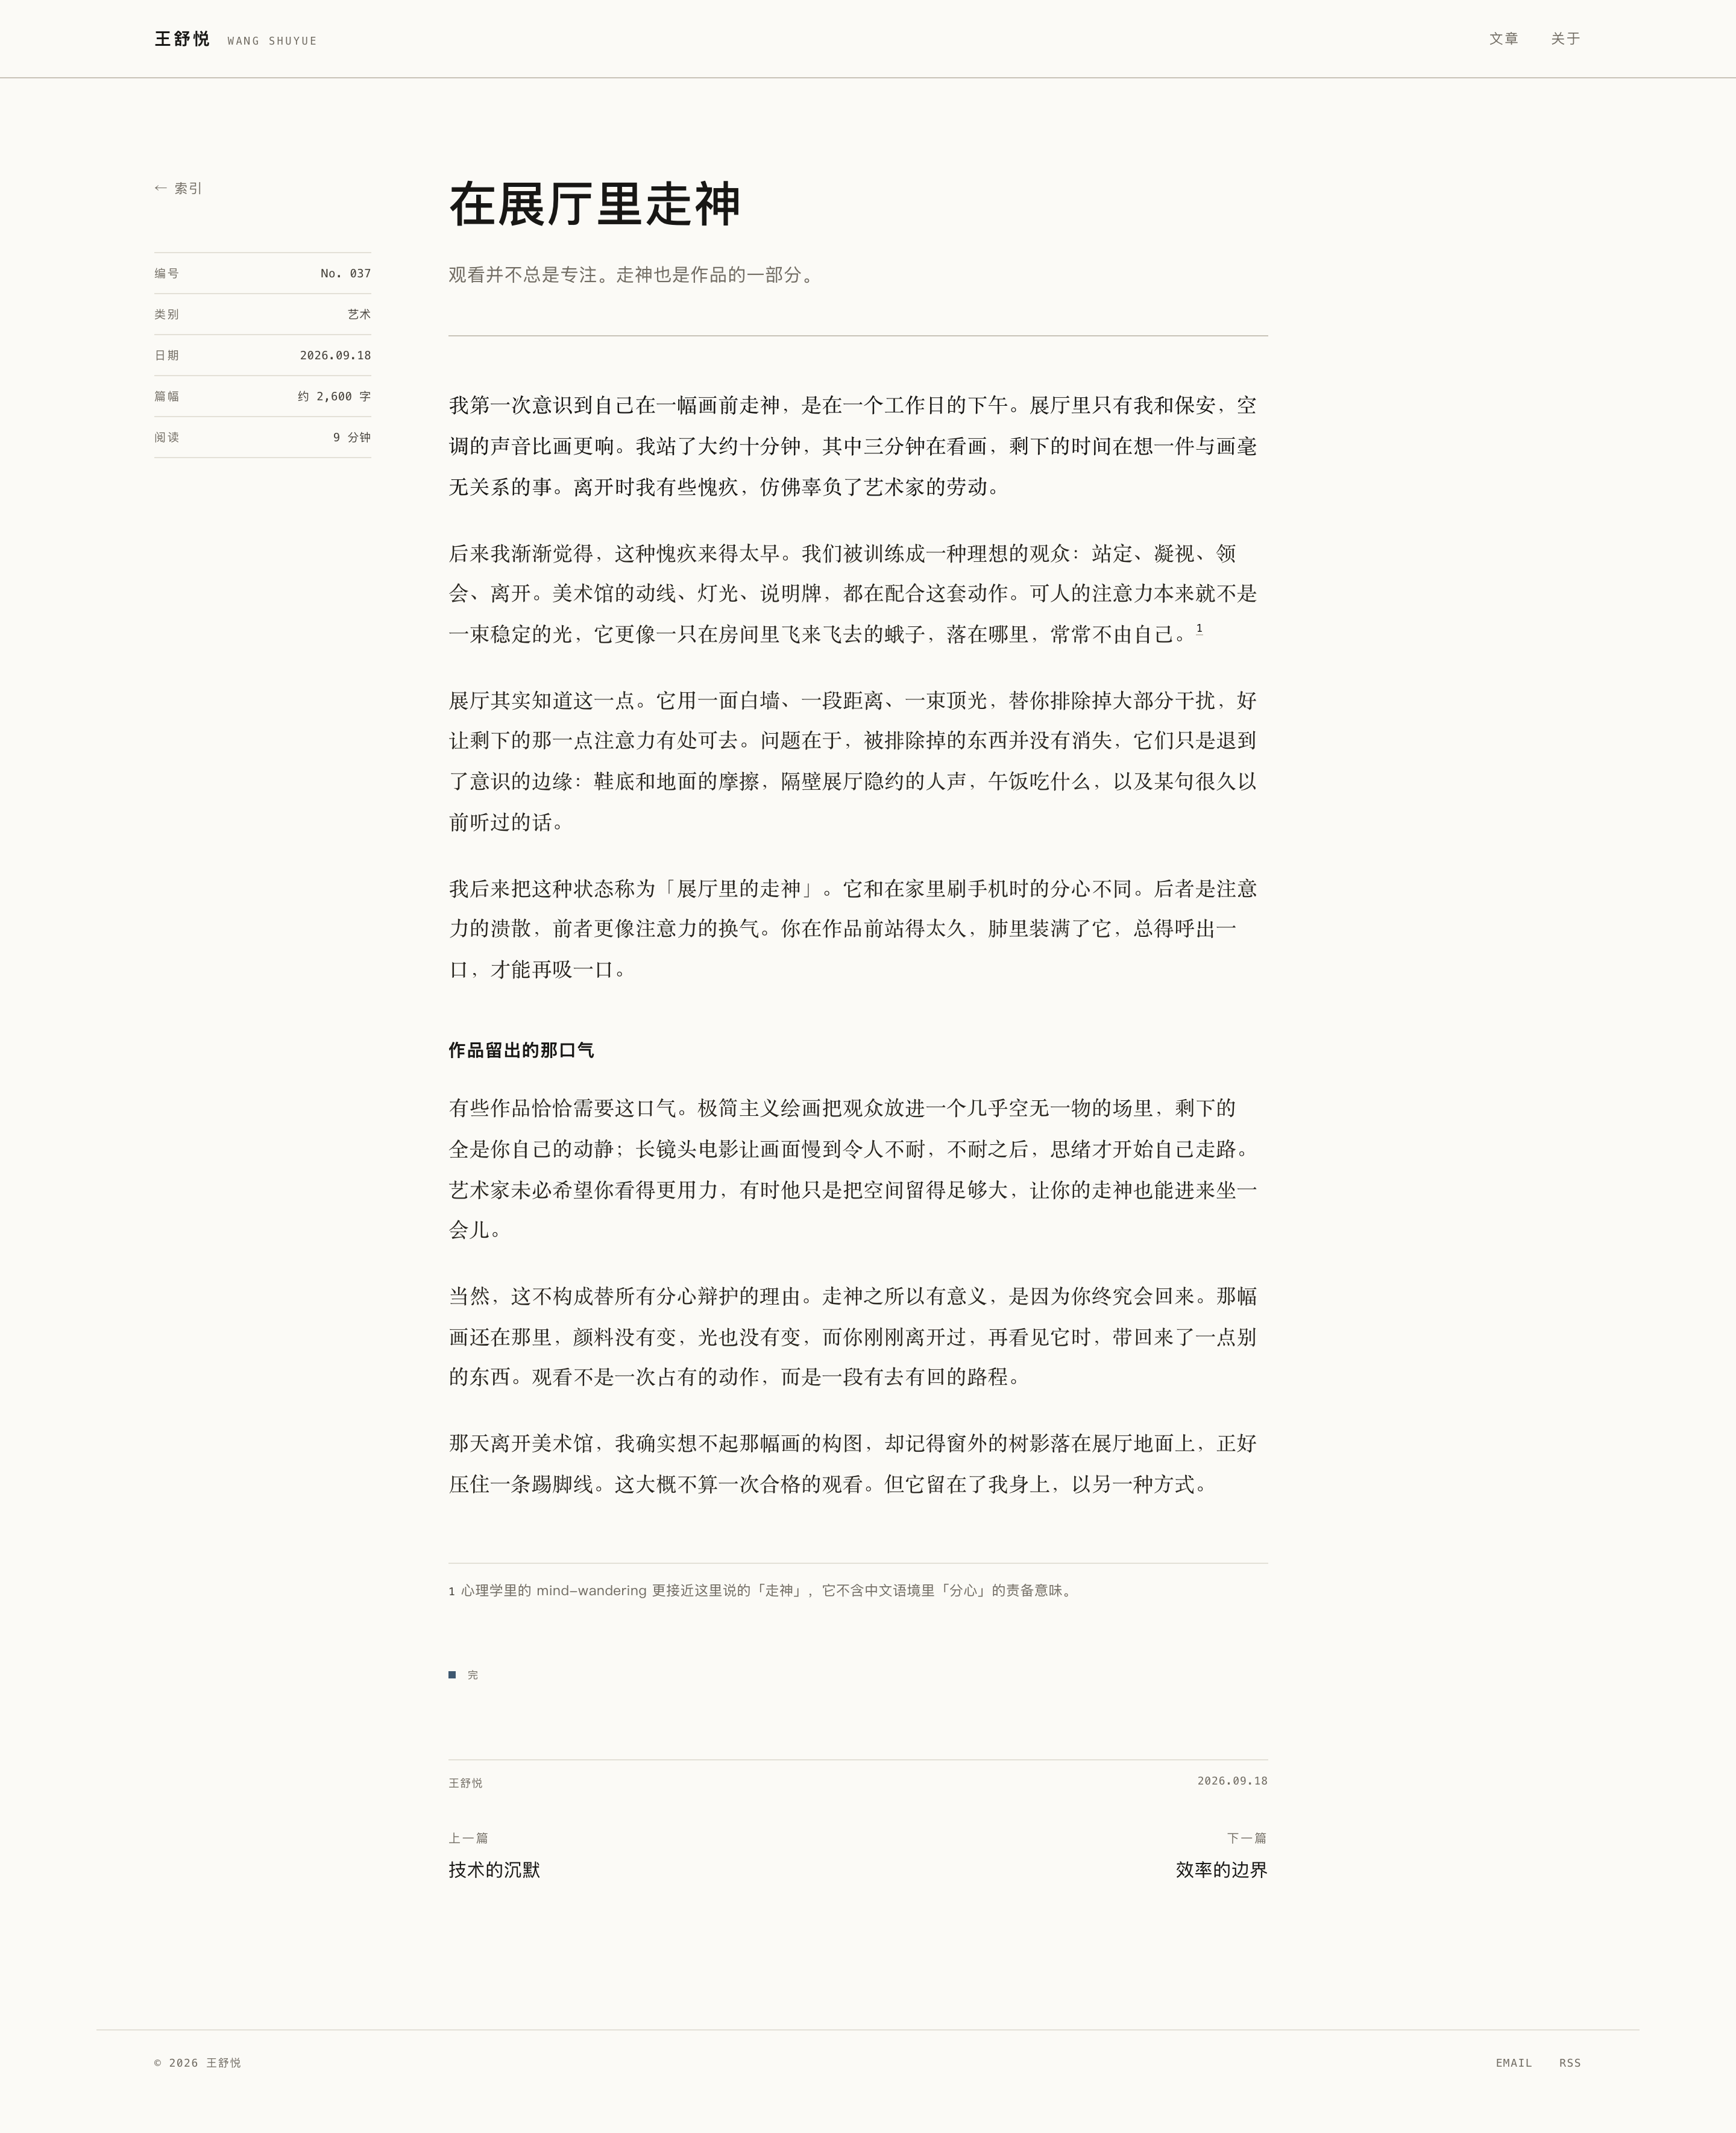 王舒悦 WANG SHUYUE
文章 关于
← 索引
编号 No. 037
类别 艺术
日期 2026.09.18
篇幅 约 2,600 字
阅读 9 分钟
在展厅里走神
观看并不总是专注。走神也是作品的一部分。
我第一次意识到自己在一幅画前走神，是在一个工作日的下午。展厅里只有我和保安，空
调的声音比画更响。我站了大约十分钟，其中三分钟在看画，剩下的时间在想一件与画毫
无关系的事。离开时我有些愧疚，仿佛辜负了艺术家的劳动。
后来我渐渐觉得，这种愧疚来得太早。我们被训练成一种理想的观众：站定、凝视、领
会、离开。美术馆的动线、灯光、说明牌，都在配合这套动作。可人的注意力本来就不是
一束稳定的光，它更像一只在房间里飞来飞去的蛾子，落在哪里，常常不由自己。1
展厅其实知道这一点。它用一面白墙、一段距离、一束顶光，替你排除掉大部分干扰，好
让剩下的那一点注意力有处可去。问题在于，被排除掉的东西并没有消失，它们只是退到
了意识的边缘：鞋底和地面的摩擦，隔壁展厅隐约的人声，午饭吃什么，以及某句很久以
前听过的话。
我后来把这种状态称为「展厅里的走神」。它和在家里刷手机时的分心不同。后者是注意
力的溃散，前者更像注意力的换气。你在作品前站得太久，肺里装满了它，总得呼出一
口，才能再吸一口。
作品留出的那口气
有些作品恰恰需要这口气。极简主义绘画把观众放进一个几乎空无一物的场里，剩下的
全是你自己的动静；长镜头电影让画面慢到令人不耐，不耐之后，思绪才开始自己走路。
艺术家未必希望你看得更用力，有时他只是把空间留得足够大，让你的走神也能进来坐一
会儿。
当然，这不构成替所有分心辩护的理由。走神之所以有意义，是因为你终究会回来。那幅
画还在那里，颜料没有变，光也没有变，而你刚刚离开过，再看见它时，带回来了一点别
的东西。观看不是一次占有的动作，而是一段有去有回的路程。
那天离开美术馆，我确实想不起那幅画的构图，却记得窗外的树影落在展厅地面上，正好
压住一条踢脚线。这大概不算一次合格的观看。但它留在了我身上，以另一种方式。
1 心理学里的 mind-wandering 更接近这里说的「走神」，它不含中文语境里「分心」的责备意味。
完
王舒悦 2026.09.18
上一篇 下一篇
技术的沉默 效率的边界
© 2026 王舒悦 EMAIL RSS